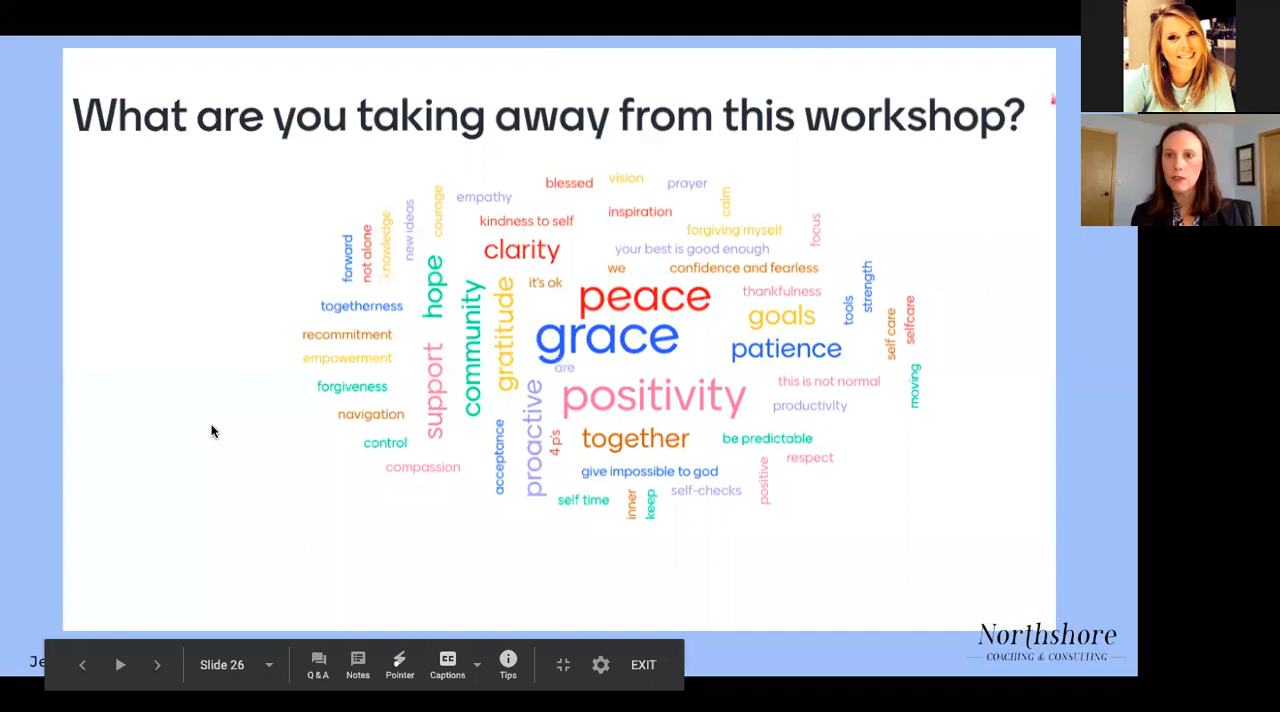 What are you taking away from this workshop?
blessed
vision
prayer
empathy
courage
new ideas
knowledge
not alone
forward
kindness to self
inspiration
calm
forgiving myself
focus
clarity
your best is good enough
hope
community
gratitude
it's ok
we
confidence and fearless
peace
thankfulness
goals
tools
strength
togetherness
grace
patience
self care
selfcare
recommitment
empowerment
are
forgiveness
support
positivity
this is not normal
productivity
moving
navigation
proactive
4 p's
together
be predictable
control
acceptance
compassion
give impossible to god
positive
respect
self time
inner
keep
self-checks
Northshore
COACHING & CONSULTING
Je
Slide 26
Q & A
Notes
Pointer
Captions
Tips
EXIT